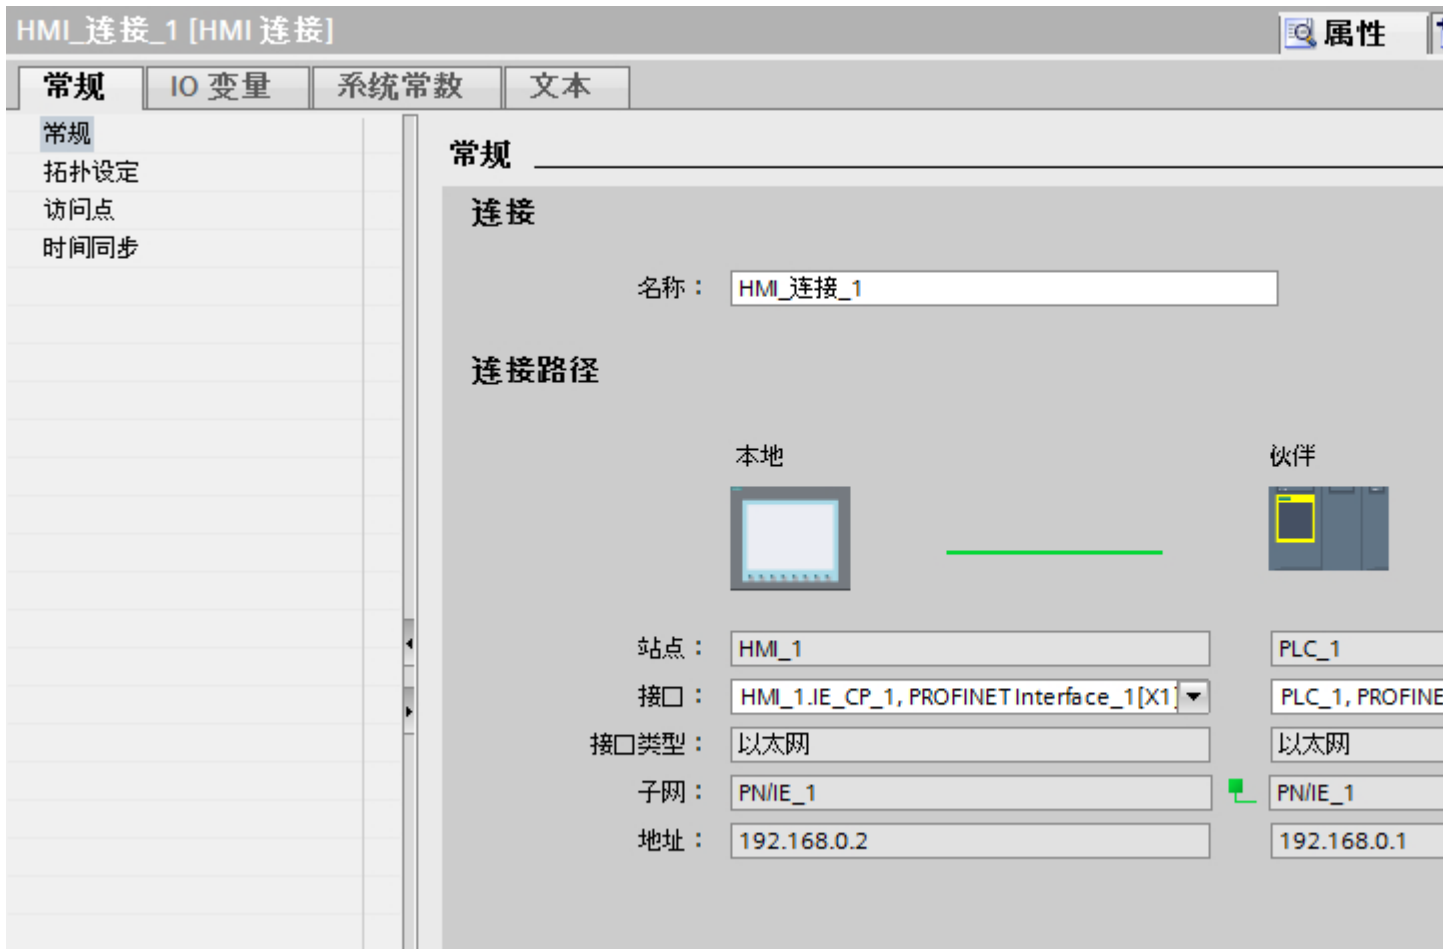 HMI_连接_1 [HMI 连接]
属性
常规 IO 变量 系统常数 文本
常规
拓扑设定
访问点
时间同步
常规
连接
名称： HMI_连接_1
连接路径
本地 伙伴
站点： HMI_1 PLC_1
接口： HMI_1.IE_CP_1, PROFINET Interface_1[X1] PLC_1, PROFINE
接口类型： 以太网 以太网
子网： PN/IE_1 PN/IE_1
地址： 192.168.0.2 192.168.0.1